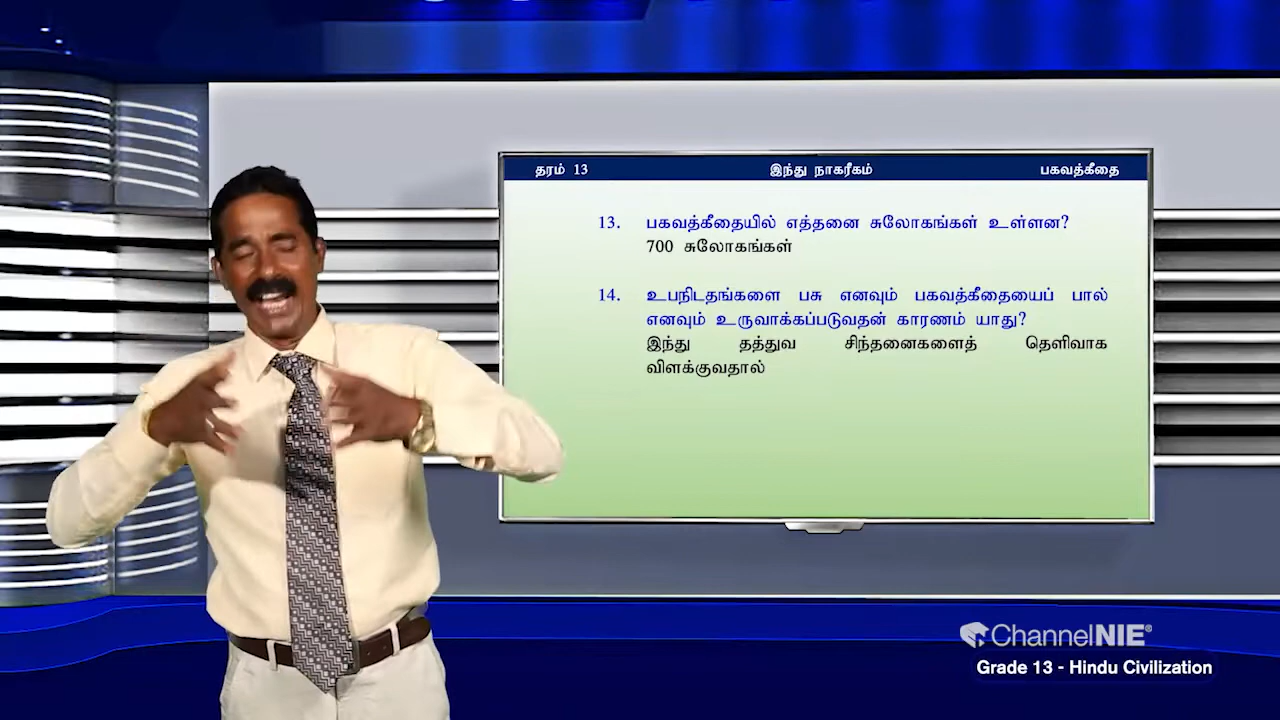 தரம் 13 இந்து நாகரீகம் பகவத்கீதை
13. பகவத்கீதையில் எத்தனை சுலோகங்கள் உள்ளன?
700 சுலோகங்கள்
14. உபநிடதங்களை பசு எனவும் பகவத்கீதையைப் பால்
எனவும் உருவாக்கப்படுவதன் காரணம் யாது?
இந்து தத்துவ சிந்தனைகளைத் தெளிவாக
விளக்குவதால்
ChannelNIE®
Grade 13 - Hindu Civilization